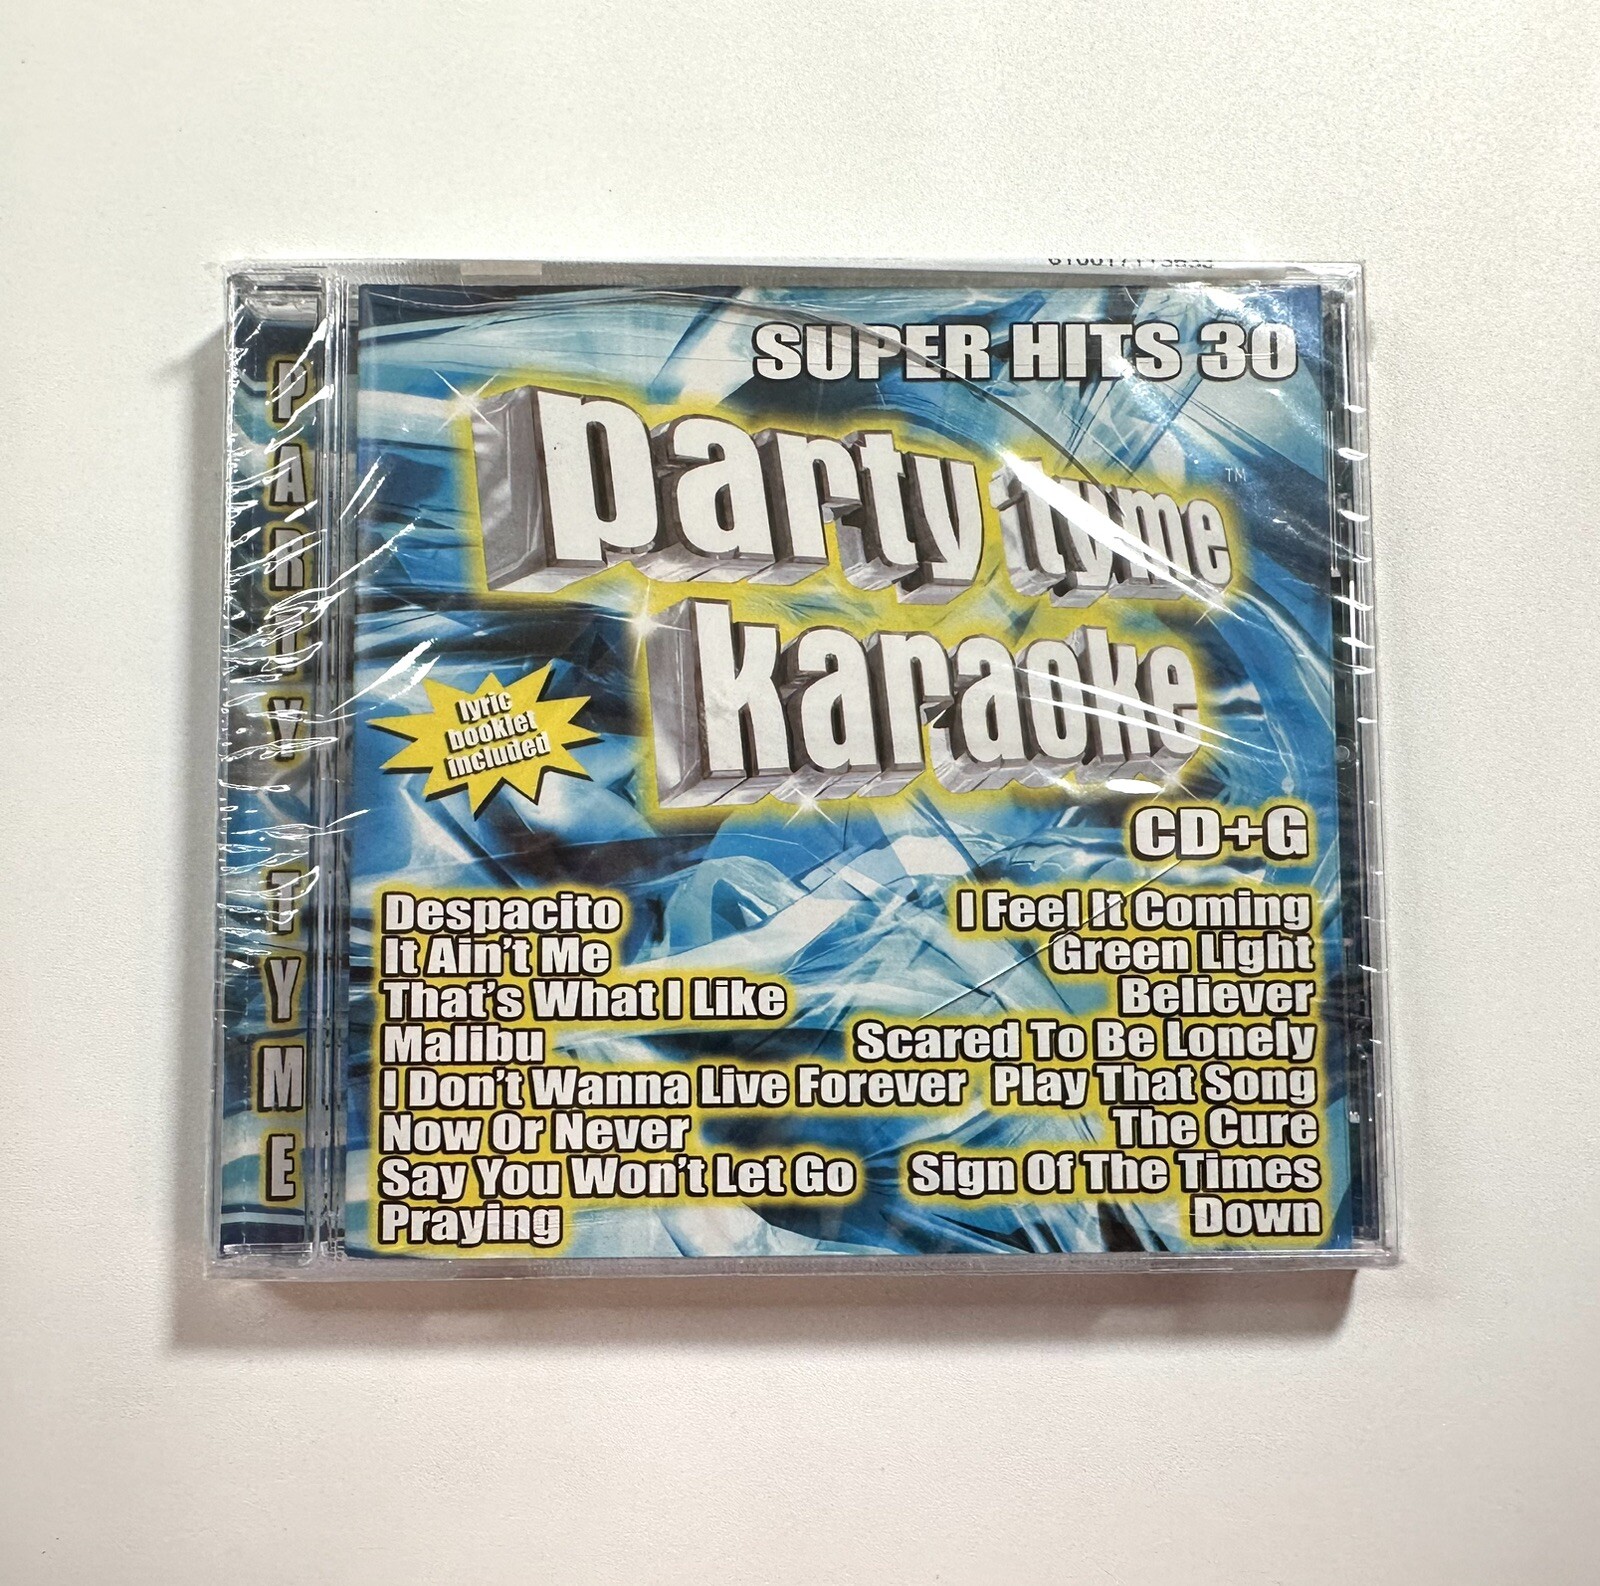 SUPER HITS 30
party tyme
™
karaoke
lyric
booklet
included
CD+G
Despacito
It Ain't Me
That's What I Like
Malibu
I Don't Wanna Live Forever
Now Or Never
Say You Won't Let Go
Praying
I Feel It Coming
Green Light
Believer
Scared To Be Lonely
Play That Song
The Cure
Sign Of The Times
Down
PARTY TYME